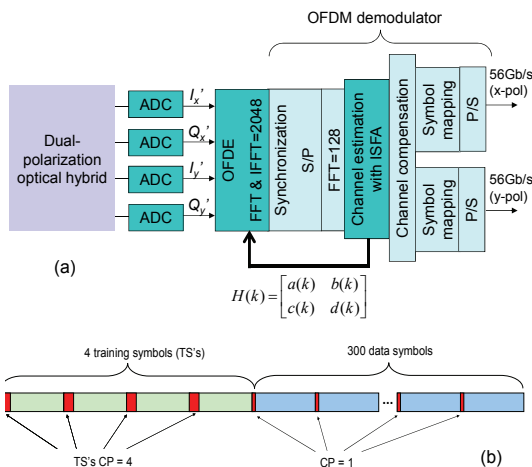 OFDM demodulator
Dual-
polarization
optical hybrid
ADC
ADC
ADC
ADC
Ix'
Qx'
Iy'
Qy'
OFDE
FFT & IFFT=2048
Synchronization
S/P
FFT=128
Channel estimation
with ISFA
Channel compensation
Symbol
mapping
P/S
Symbol
mapping
P/S
56Gb/s
(x-pol)
56Gb/s
(y-pol)
(a)
H(k) = [a(k) b(k)
c(k) d(k)]
4 training symbols (TS's)
300 data symbols
...
TS's CP = 4
CP = 1
(b)